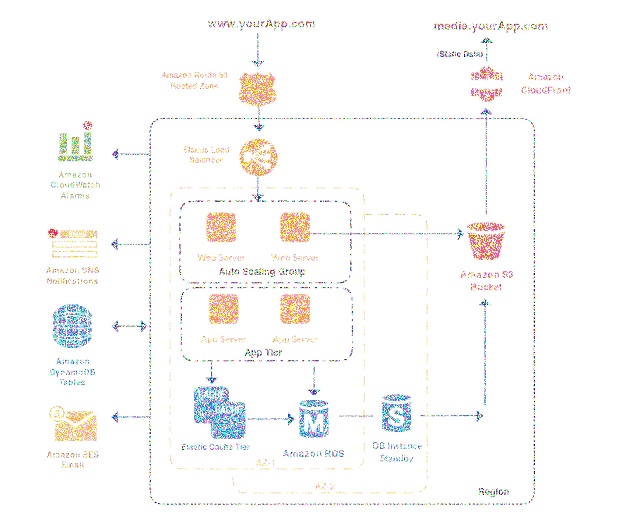 www.yourApp.com
media.yourApp.com
(Static Data)
Amazon Route 53
Hosted Zone
Amazon
CloudFront
Elastic Load
Balancer
Amazon
CloudWatch
Alarms
Web Server
Web Server
Auto Scaling Group
Amazon SNS
Notifications
Amazon S3
Bucket
App Server
App Server
App Tier
Amazon
DynamoDB
Tables
M
S
Elastic Cache Tier
Amazon RDS
DB Instance
Standby
Amazon SES
Email
AZ-1
AZ-2
Region